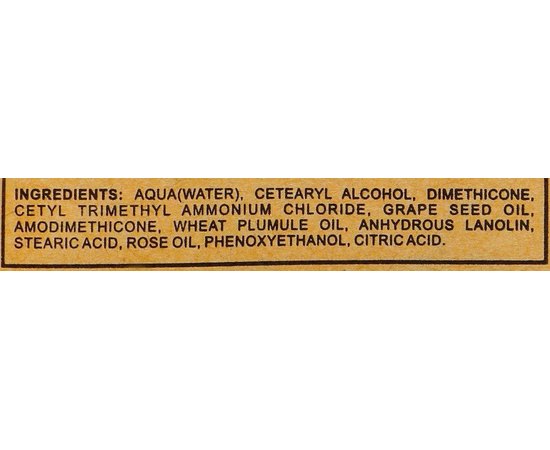 INGREDIENTS: AQUA(WATER), CETEARYL ALCOHOL, DIMETHICONE,
CETYL TRIMETHYL AMMONIUM CHLORIDE, GRAPE SEED OIL,
AMODIMETHICONE, WHEAT PLUMULE OIL, ANHYDROUS LANOLIN,
STEARIC ACID, ROSE OIL, PHENOXYETHANOL, CITRIC ACID.